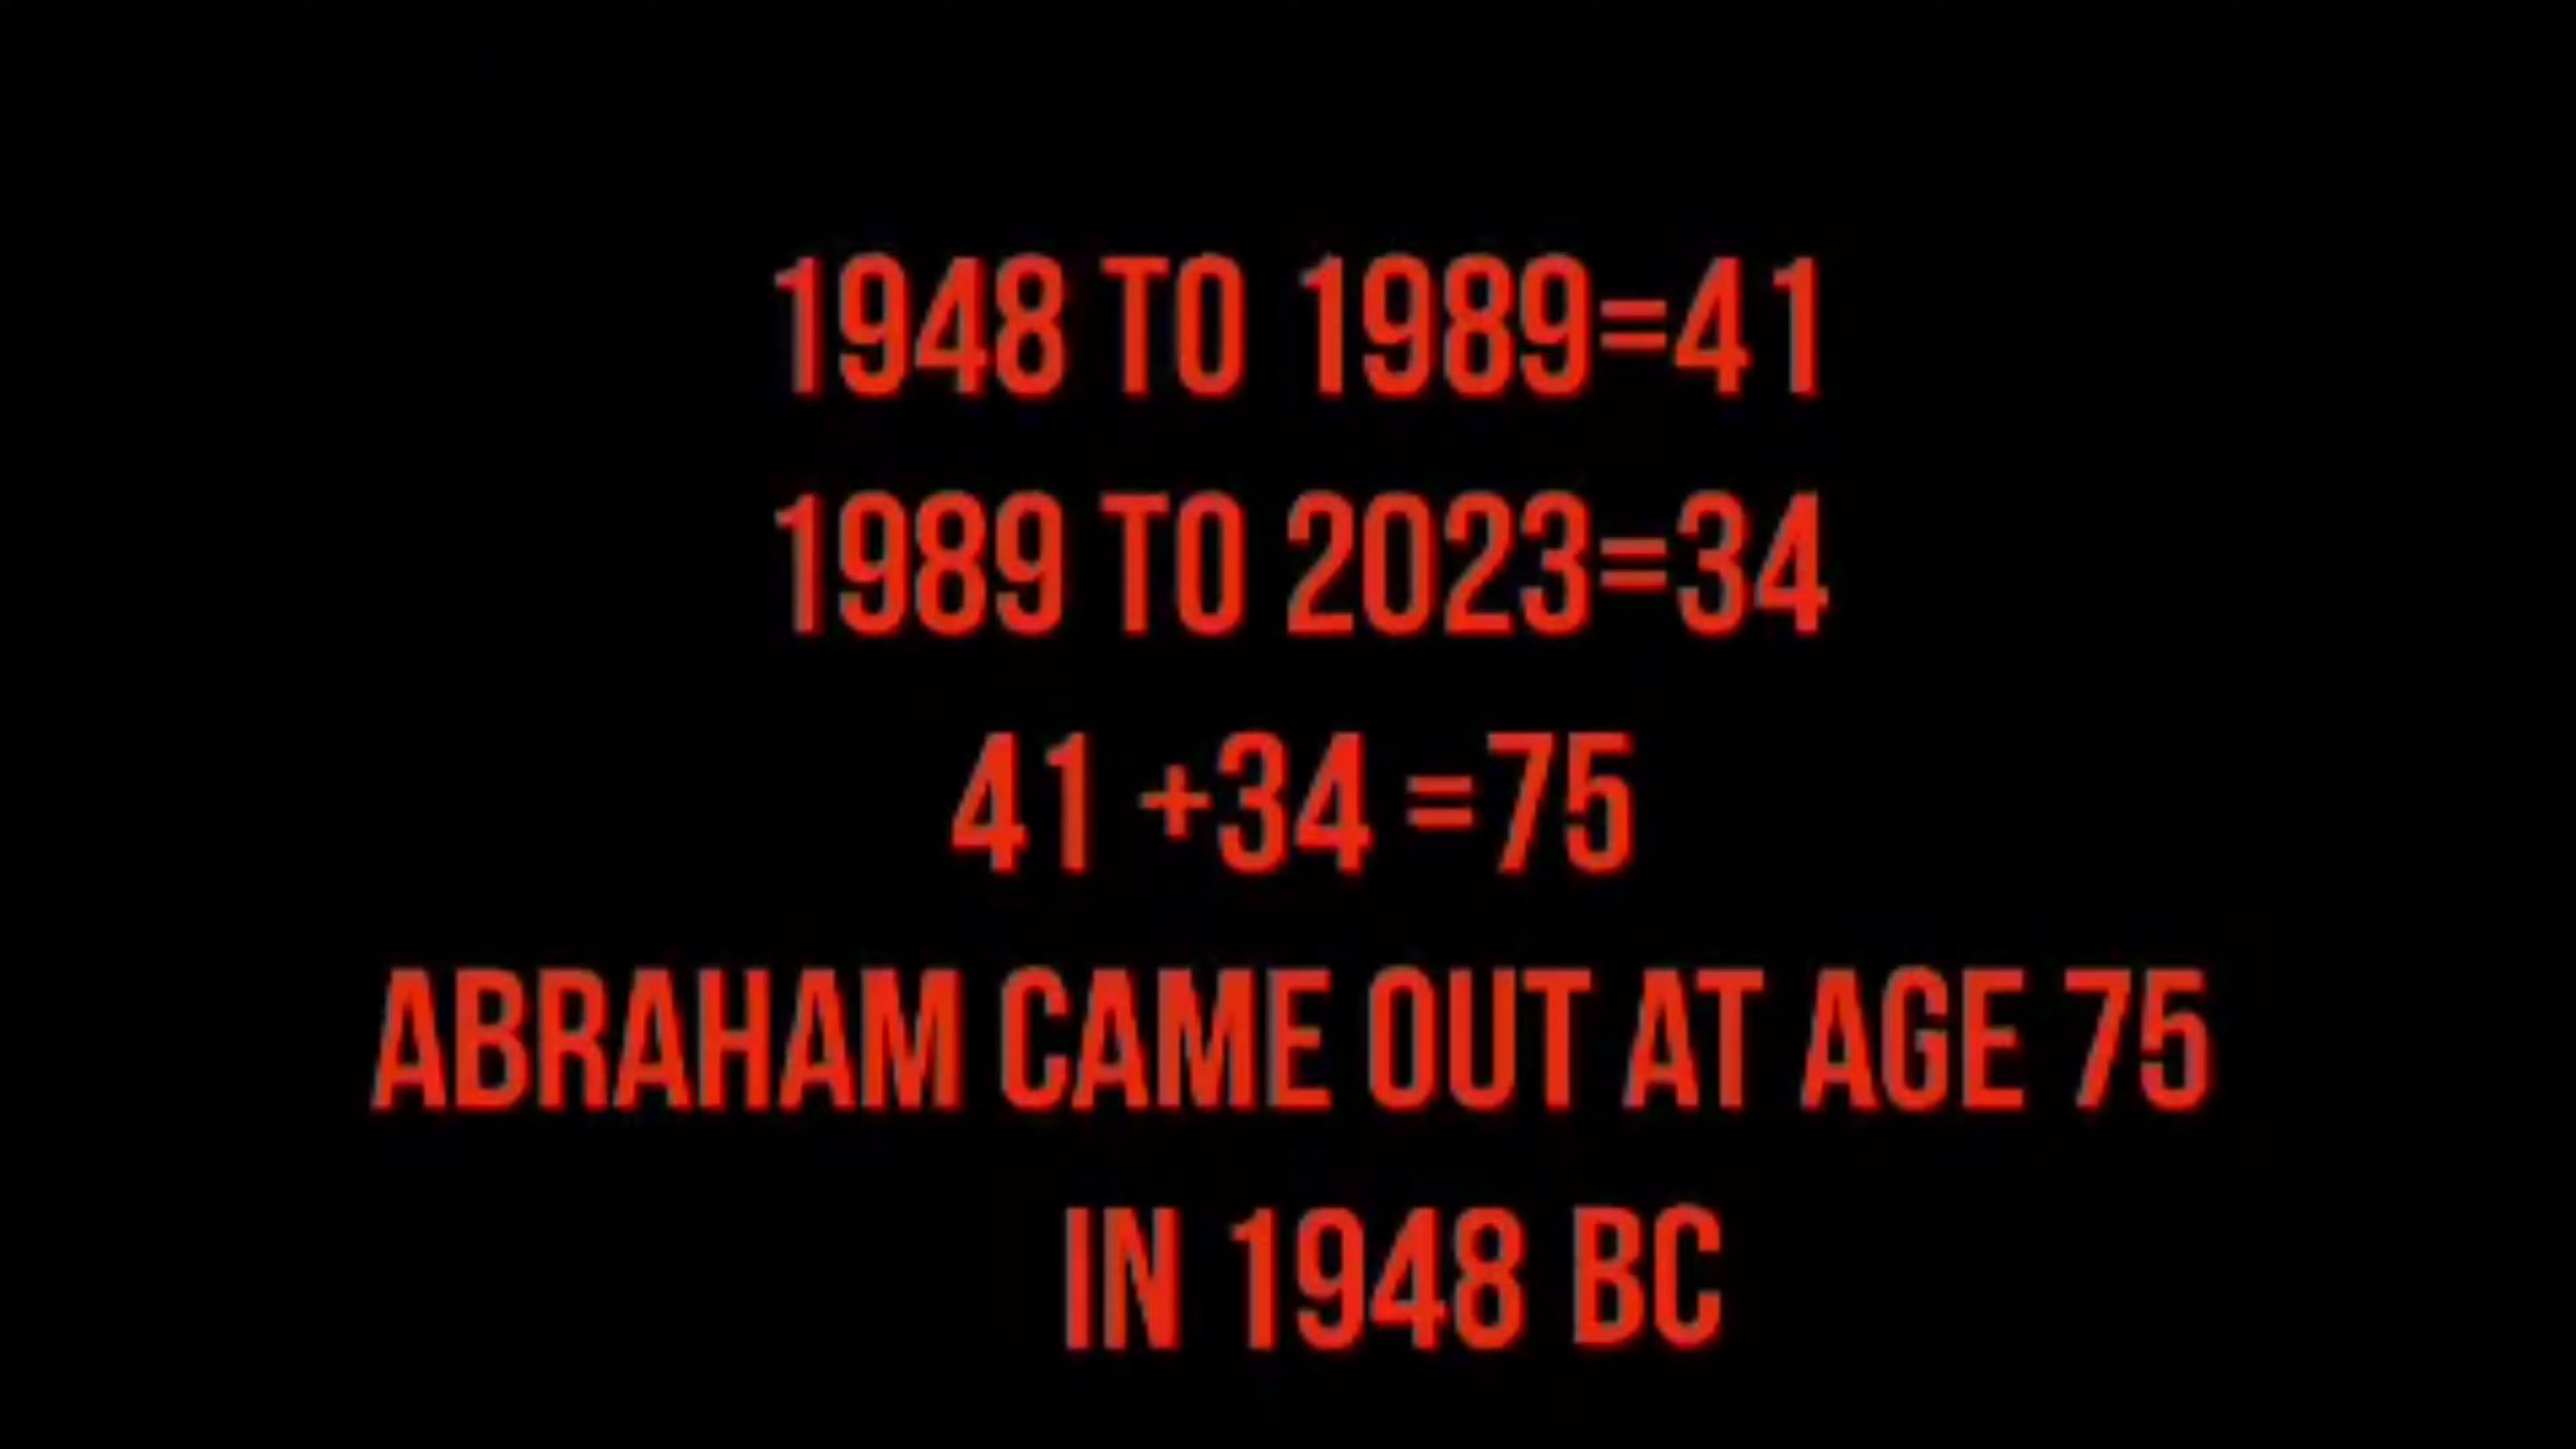 1948 TO 1989=41
1989 TO 2023=34
41 +34 =75
ABRAHAM CAME OUT AT AGE 75
IN 1948 BC